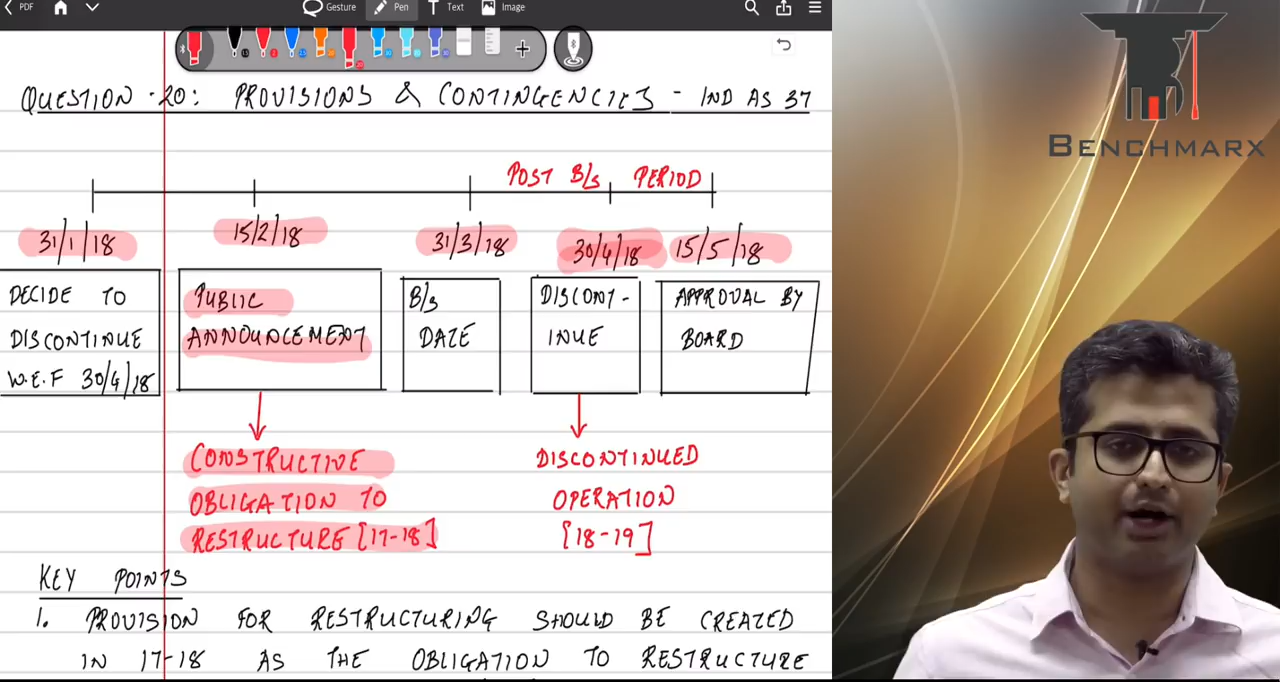 PDF
Gesture
Pen
Text
Image
QUESTION - 20: PROVISIONS & CONTINGENCIES - IND AS 37
POST B/s PERIOD
31/1/18
15/2/18
31/3/18
30/4/18
15/5/18
DECIDE TO
DISCONTINUE
W.E.F 30/4/18
PUBLIC
ANNOUNCEMENT
B/s
DATE
DISCONT-
INUE
APPROVAL BY
BOARD
CONSTRUCTIVE
OBLIGATION TO
RESTRUCTURE [17-18]
DISCONTINUED
OPERATION
[18-19]
KEY POINTS
1. PROVISION FOR RESTRUCTURING SHOULD BE CREATED
IN 17-18 AS THE OBLIGATION TO RESTRUCTURE
BENCHMARX